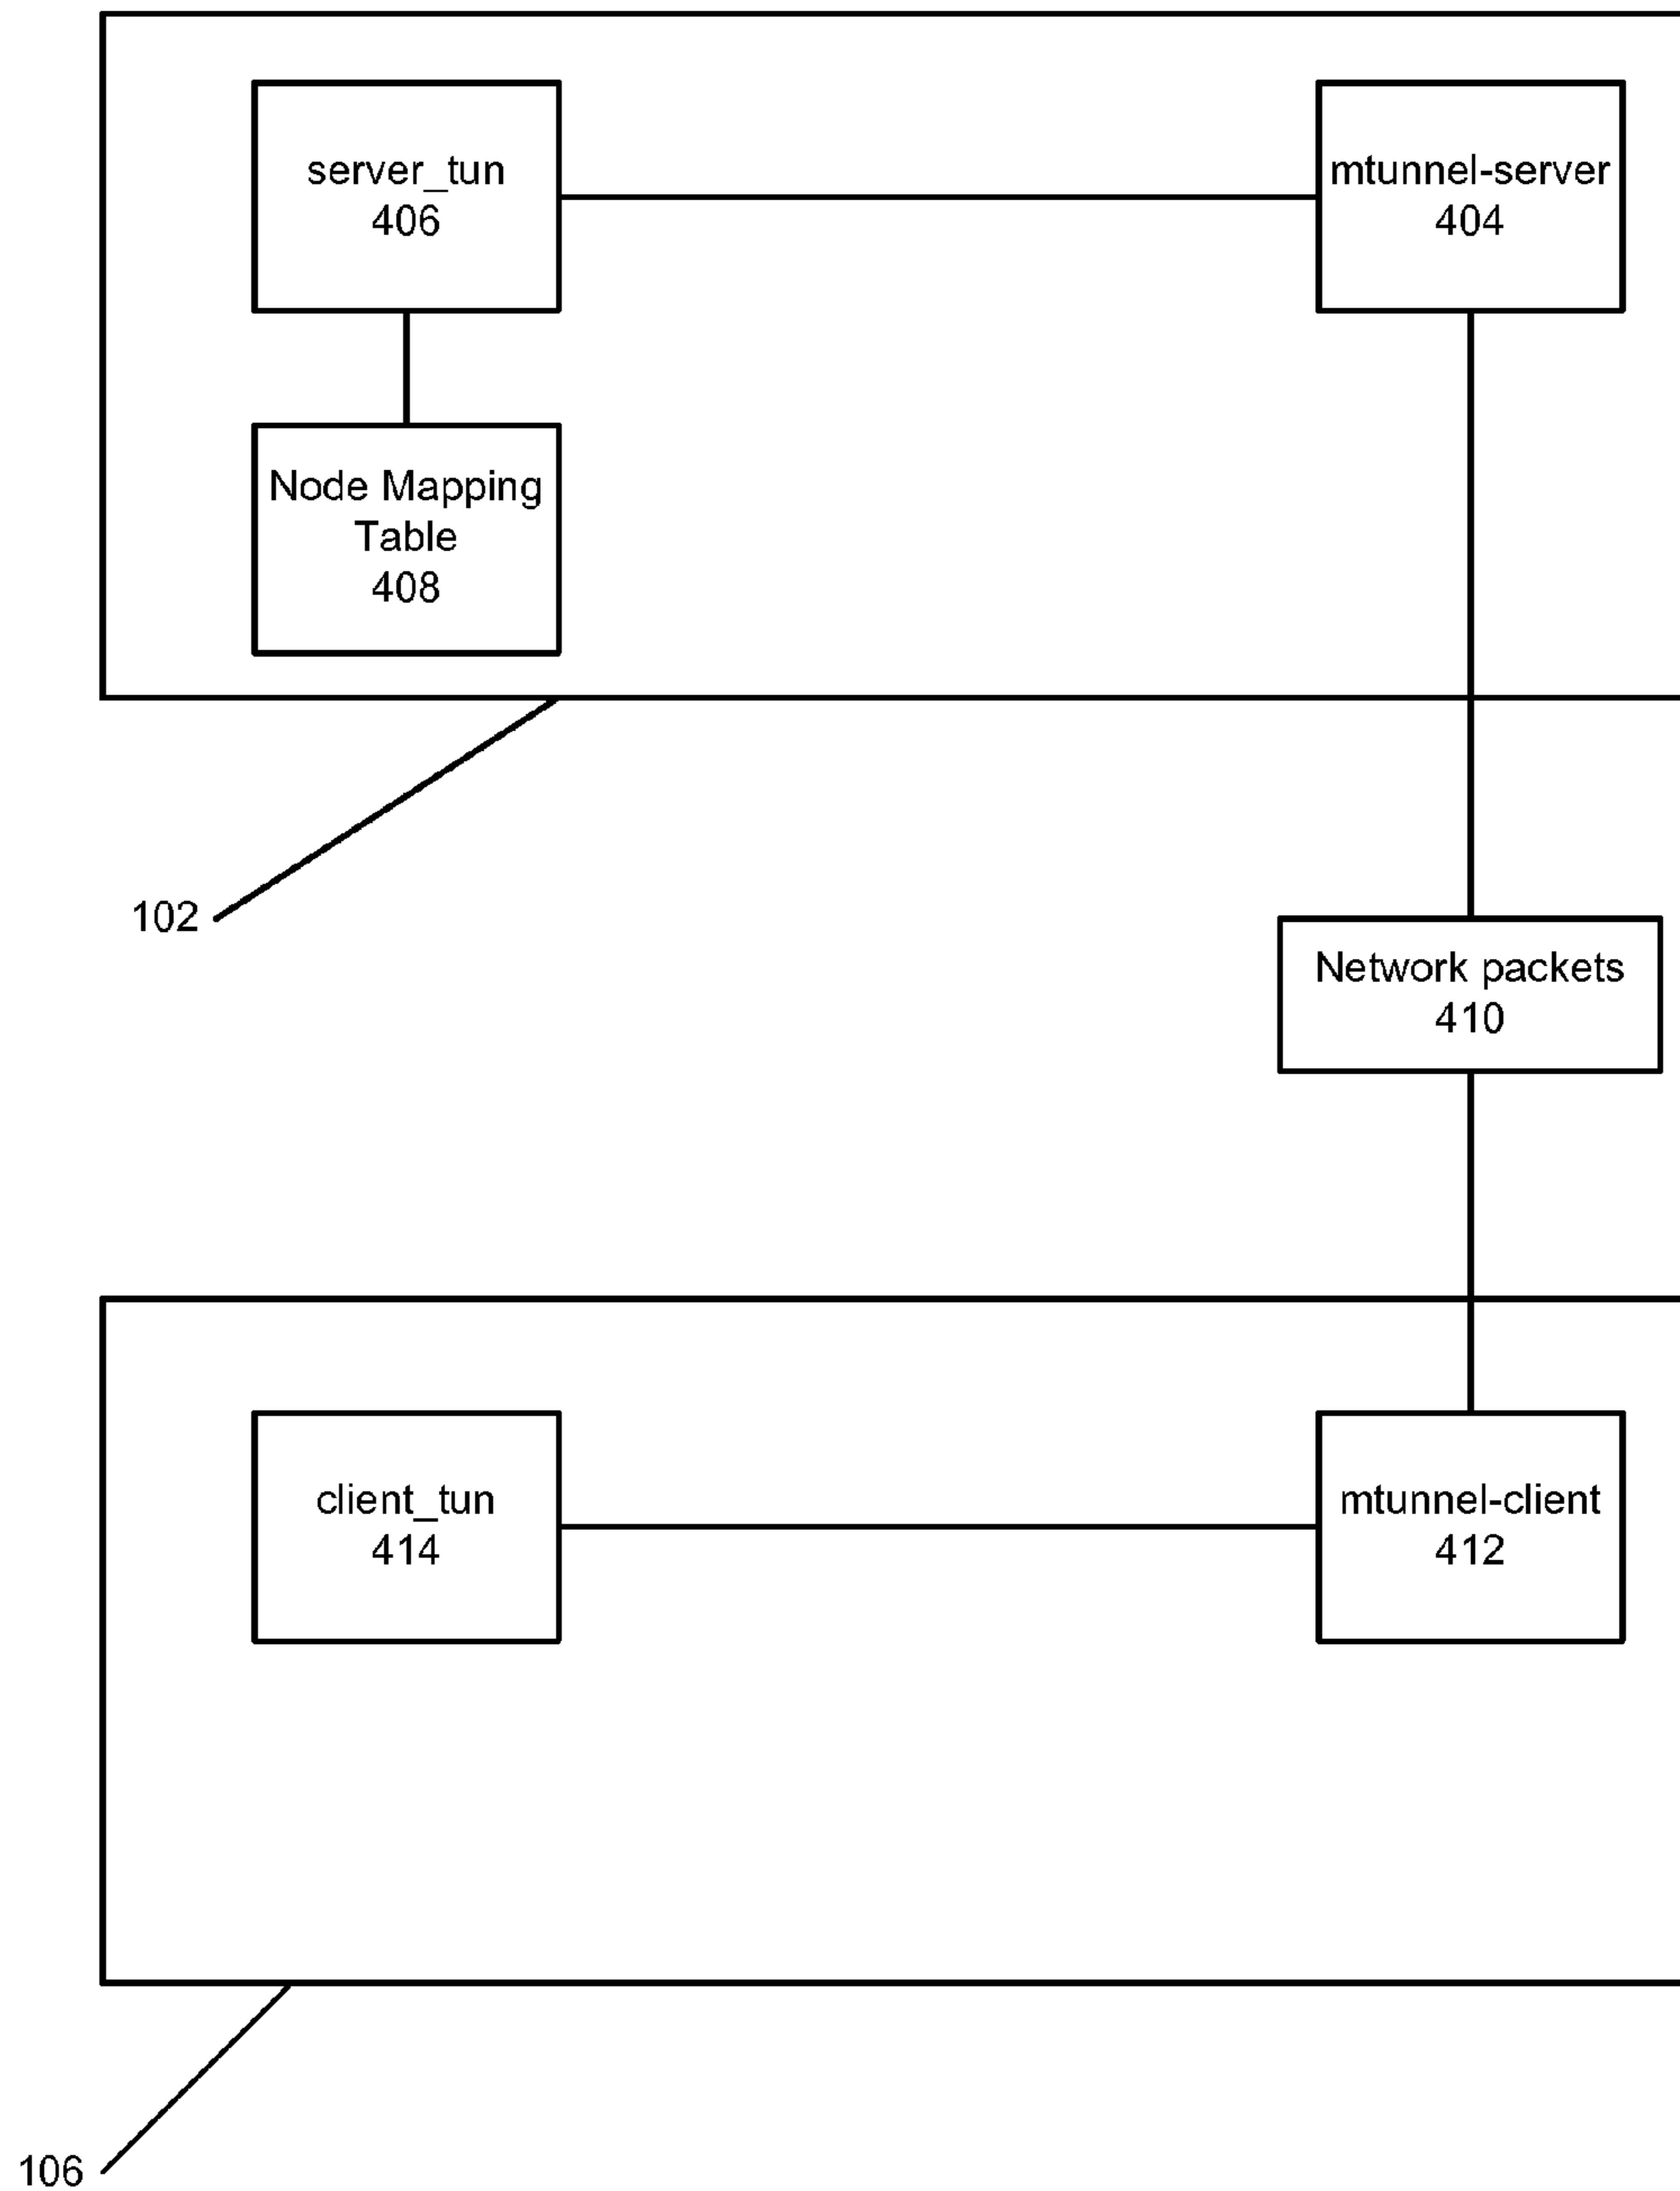 server_tun
406
mtunnel-server
404
Node Mapping
Table
408
102
Network packets
410
client_tun
414
mtunnel-client
412
106